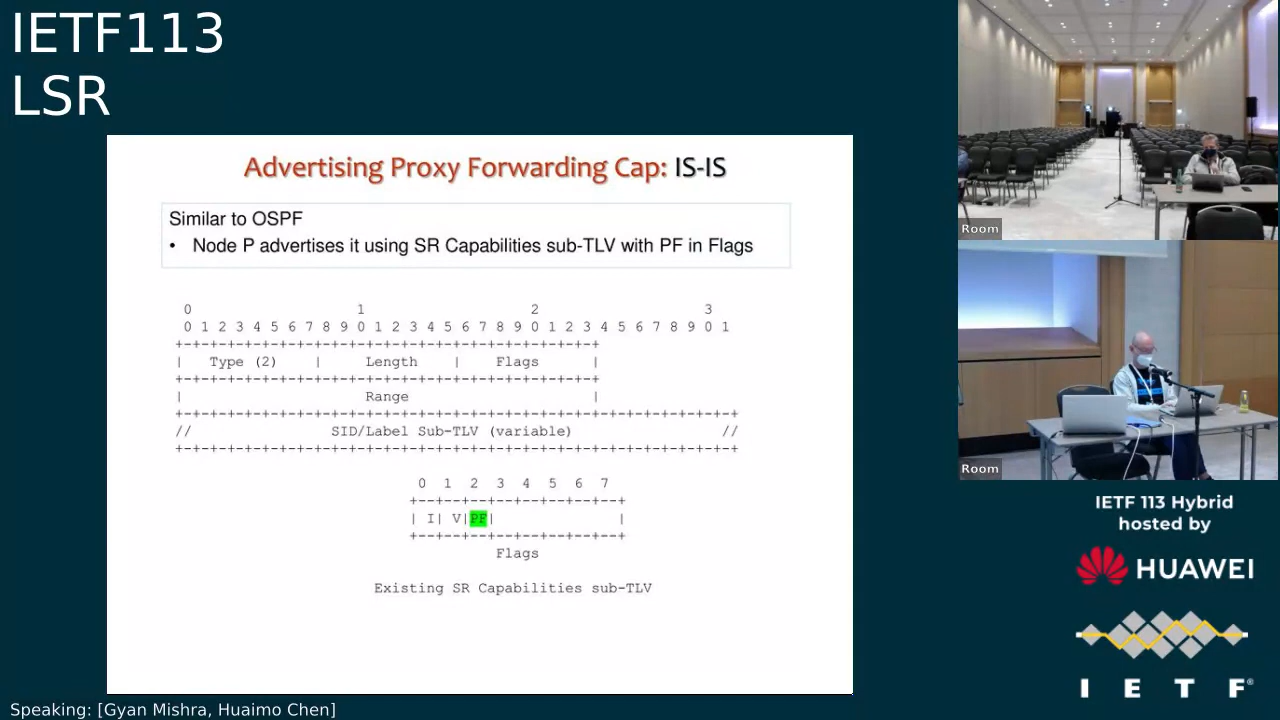 IETF113
LSR
Advertising Proxy Forwarding Cap: IS-IS
Similar to OSPF
• Node P advertises it using SR Capabilities sub-TLV with PF in Flags
0 1 2 3
0 1 2 3 4 5 6 7 8 9 0 1 2 3 4 5 6 7 8 9 0 1 2 3 4 5 6 7 8 9 0 1
+-+-+-+-+-+-+-+-+-+-+-+-+-+-+-+-+-+-+-+-+-+-+-+-+
| Type (2) | Length | Flags |
+-+-+-+-+-+-+-+-+-+-+-+-+-+-+-+-+-+-+-+-+-+-+-+-+
| Range |
+-+-+-+-+-+-+-+-+-+-+-+-+-+-+-+-+-+-+-+-+-+-+-+-+-+-+-+-+-+-+-+-+
// SID/Label Sub-TLV (variable) //
+-+-+-+-+-+-+-+-+-+-+-+-+-+-+-+-+-+-+-+-+-+-+-+-+-+-+-+-+-+-+-+-+
0 1 2 3 4 5 6 7
+--+--+--+--+--+--+--+--+
| I| V|PF| |
+--+--+--+--+--+--+--+--+
Flags
Existing SR Capabilities sub-TLV
Room
Room
IETF 113 Hybrid
hosted by
HUAWEI
I E T F®
Speaking: [Gyan Mishra, Huaimo Chen]